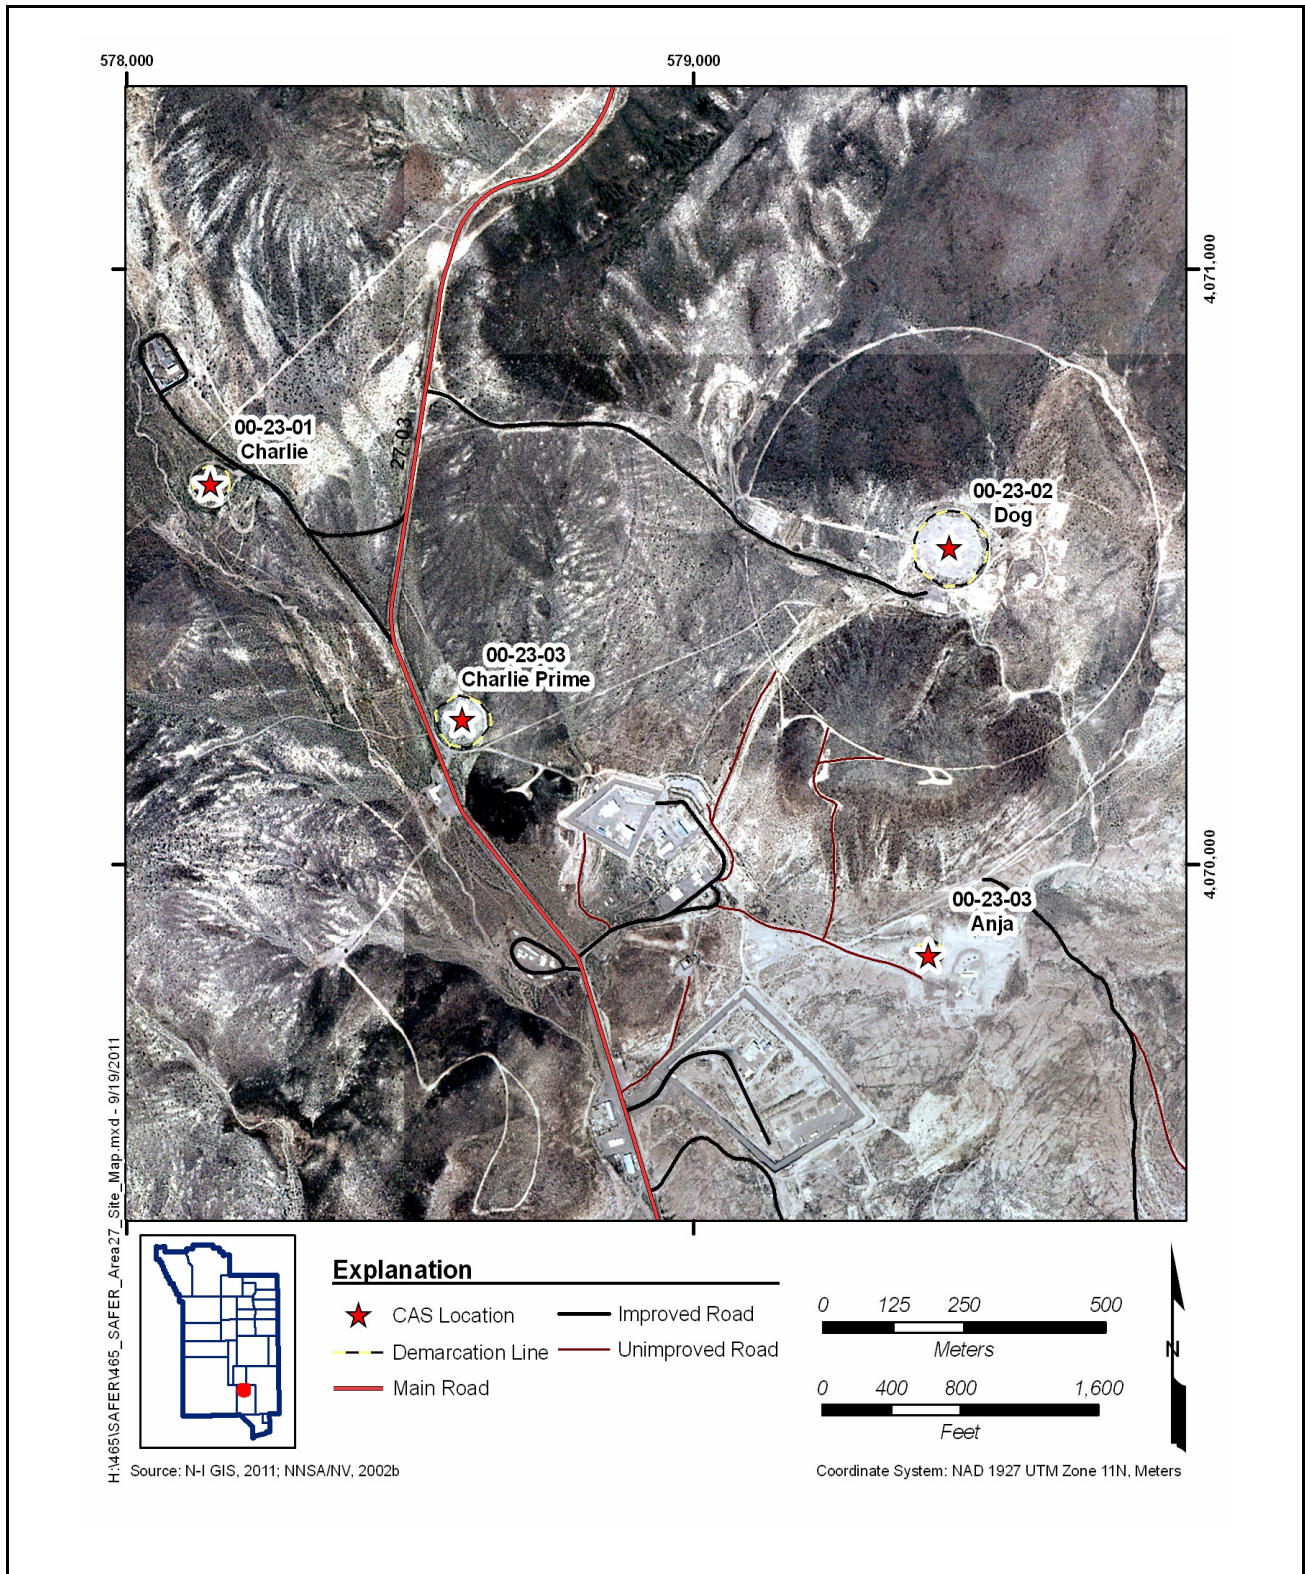 578,000
579,000
4,071,000
27-03
00-23-01
Charlie
00-23-02
Dog
00-23-03
Charlie Prime
4,070,000
00-23-03
Anja
H:\465\SAFER\465_SAFER_Area27_Site_Map.mxd - 9/19/2011
Explanation
CAS Location
Improved Road
Demarcation Line
Unimproved Road
Main Road
0 125 250 500
Meters
0 400 800 1,600
Feet
N
Source: N-I GIS, 2011; NNSA/NV, 2002b
Coordinate System: NAD 1927 UTM Zone 11N, Meters